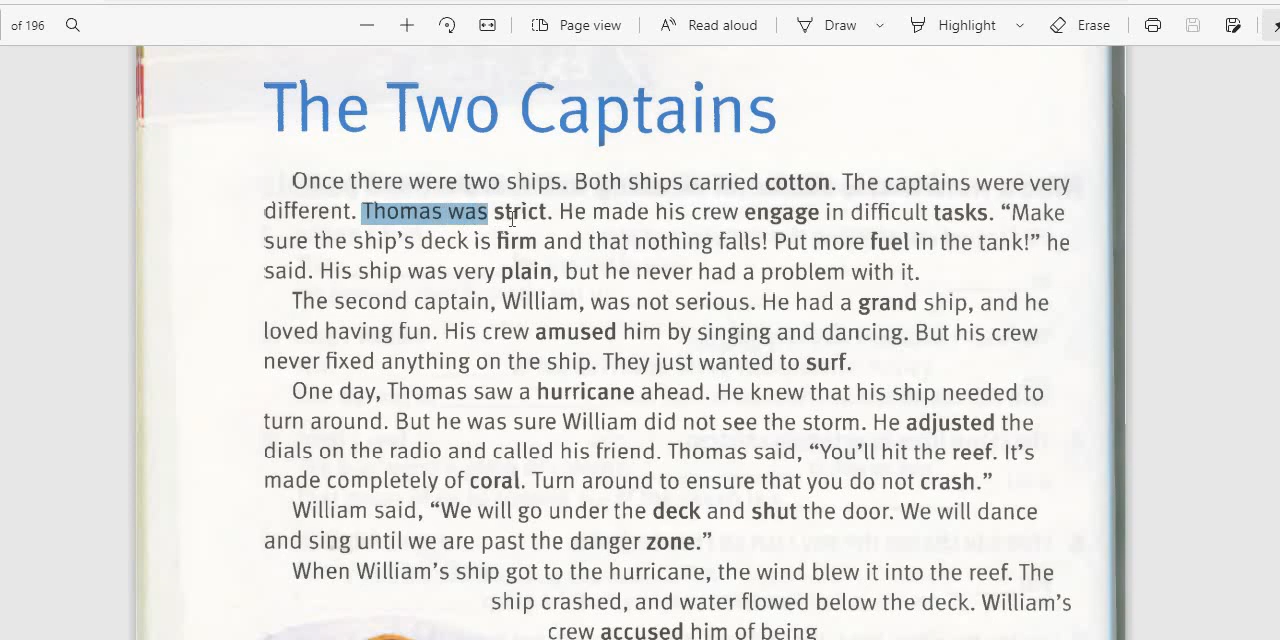 of 196
Page view
Read aloud
Draw
Highlight
Erase
The Two Captains
Once there were two ships. Both ships carried cotton. The captains were very
different. Thomas was strict. He made his crew engage in difficult tasks. “Make
sure the ship’s deck is firm and that nothing falls! Put more fuel in the tank!” he
said. His ship was very plain, but he never had a problem with it.
The second captain, William, was not serious. He had a grand ship, and he
loved having fun. His crew amused him by singing and dancing. But his crew
never fixed anything on the ship. They just wanted to surf.
One day, Thomas saw a hurricane ahead. He knew that his ship needed to
turn around. But he was sure William did not see the storm. He adjusted the
dials on the radio and called his friend. Thomas said, “You’ll hit the reef. It’s
made completely of coral. Turn around to ensure that you do not crash.”
William said, “We will go under the deck and shut the door. We will dance
and sing until we are past the danger zone.”
When William’s ship got to the hurricane, the wind blew it into the reef. The
ship crashed, and water flowed below the deck. William’s
crew accused him of being